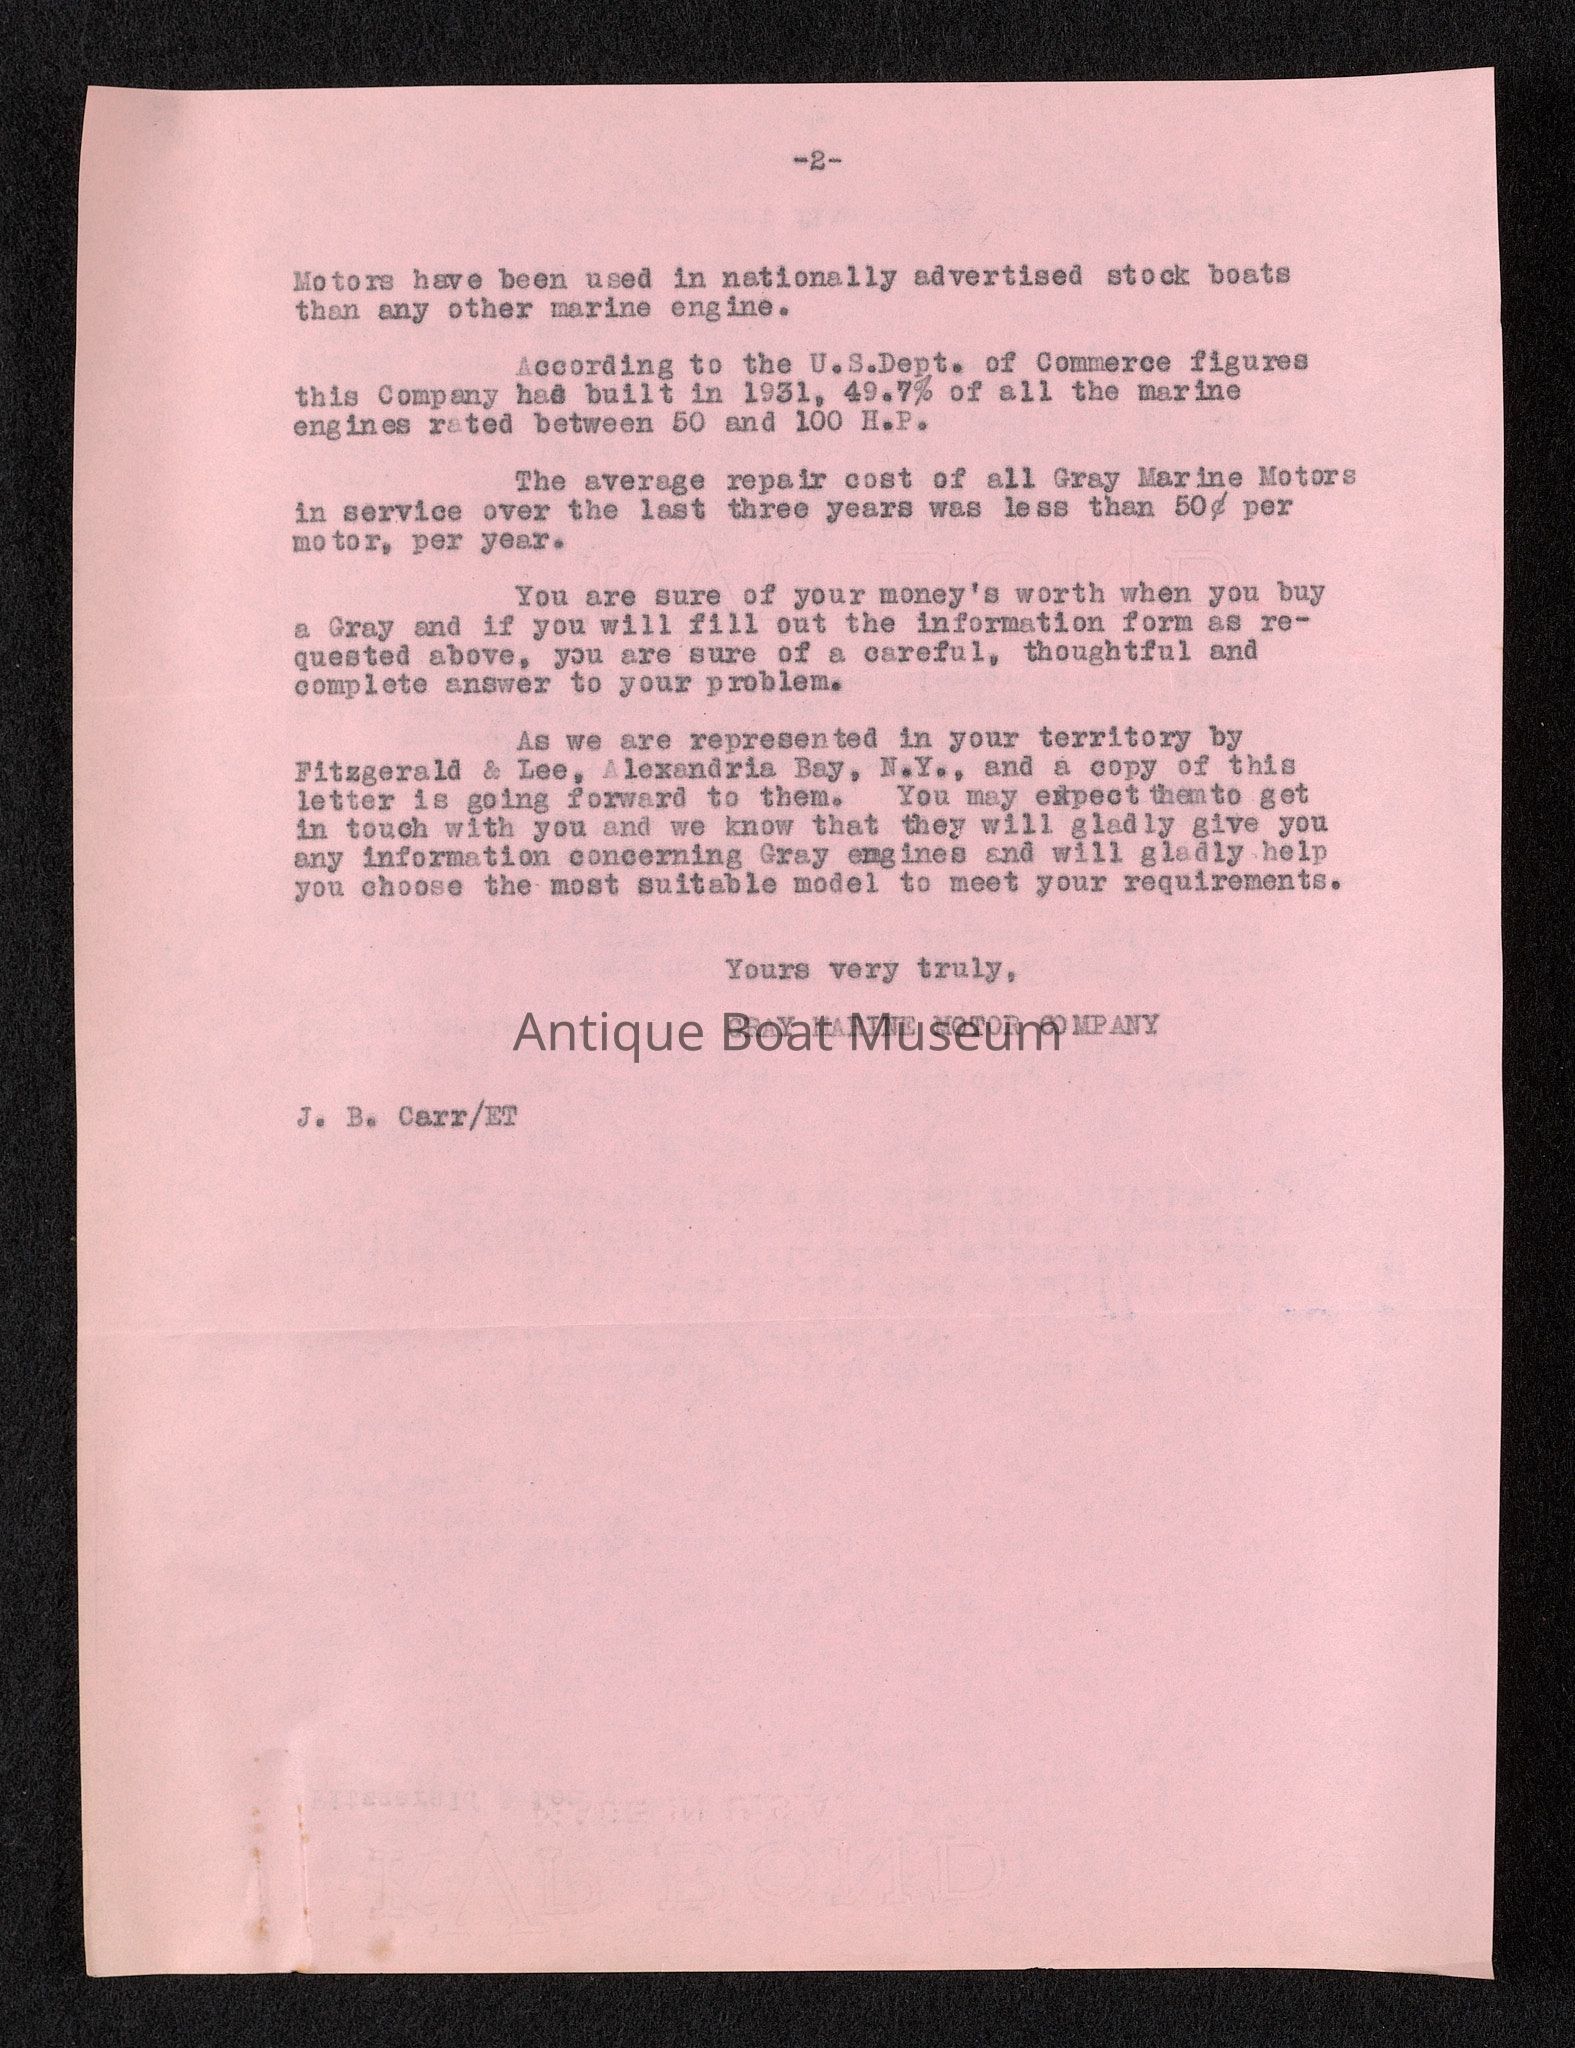 -2-
Motors have been used in nationally advertised stock boats
than any other marine engine.
According to the U.S.Dept. of Commerce figures
this Company had built in 1931, 49.7% of all the marine
engines rated between 50 and 100 H.P.
The average repair cost of all Gray Marine Motors
in service over the last three years was less than 50¢ per
motor, per year.
You are sure of your money's worth when you buy
a Gray and if you will fill out the information form as re-
quested above, you are sure of a careful, thoughtful and
complete answer to your problem.
As we are represented in your territory by
Fitzgerald & Lee, Alexandria Bay, N.Y., and a copy of this
letter is going forward to them. You may expect them to get
in touch with you and we know that they will gladly give you
any information concerning Gray engines and will gladly help
you choose the most suitable model to meet your requirements.
Yours very truly,
GRAY MARINE MOTOR COMPANY
Antique Boat Museum
J. B. Carr/ET